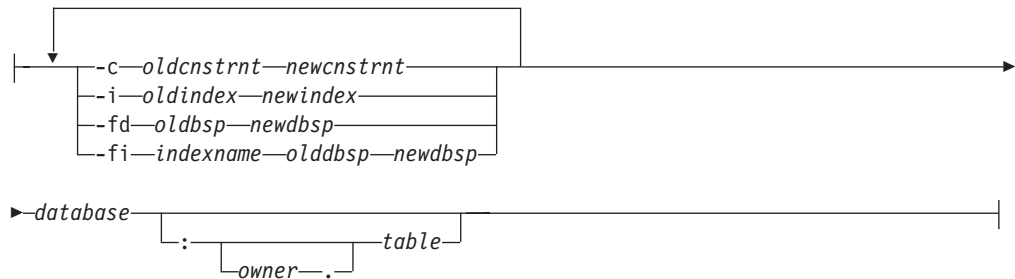 -c oldcnstrnt newcnstrnt
-i oldindex newindex
-fd oldbsp newdbsp
-fi indexname olddbsp newdbsp
database
: table
owner .